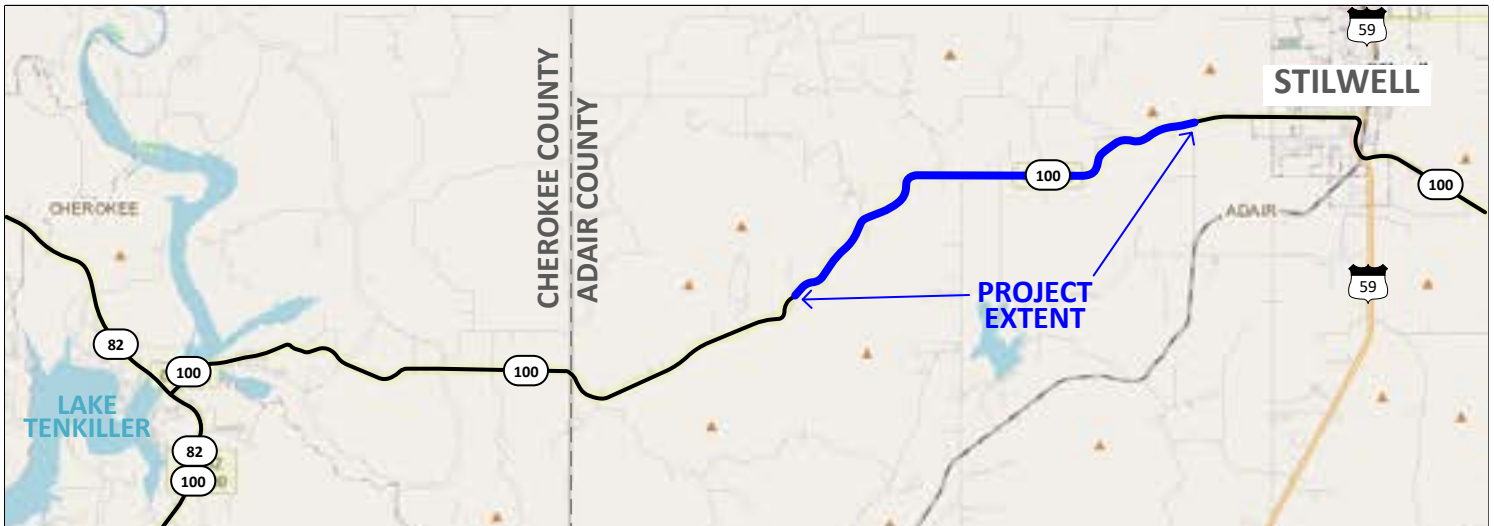 59
STILWELL
CHEROKEE COUNTY
ADAIR COUNTY
100
100
CHEROKEE
ADAIR
PROJECT
EXTENT
59
82
100
100
LAKE
TENKILLER
82
100